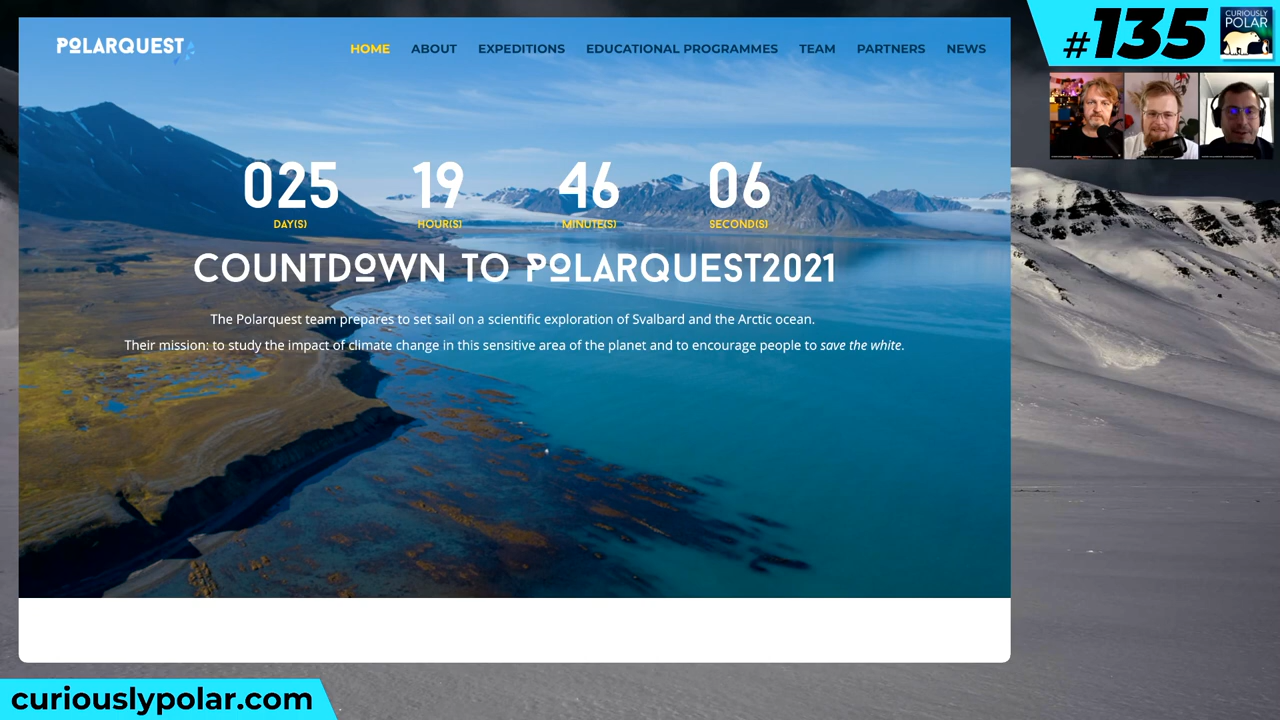 POLARQUEST
HOME ABOUT EXPEDITIONS EDUCATIONAL PROGRAMMES TEAM PARTNERS NEWS
#135
CURIOUSLY
POLAR
025 19 46 06
DAY(S) HOUR(S) MINUTE(S) SECOND(S)
COUNTDOWN TO POLARQUEST2021
The Polarquest team prepares to set sail on a scientific exploration of Svalbard and the Arctic ocean.
Their mission: to study the impact of climate change in this sensitive area of the planet and to encourage people to save the white.
curiouslypolar.com